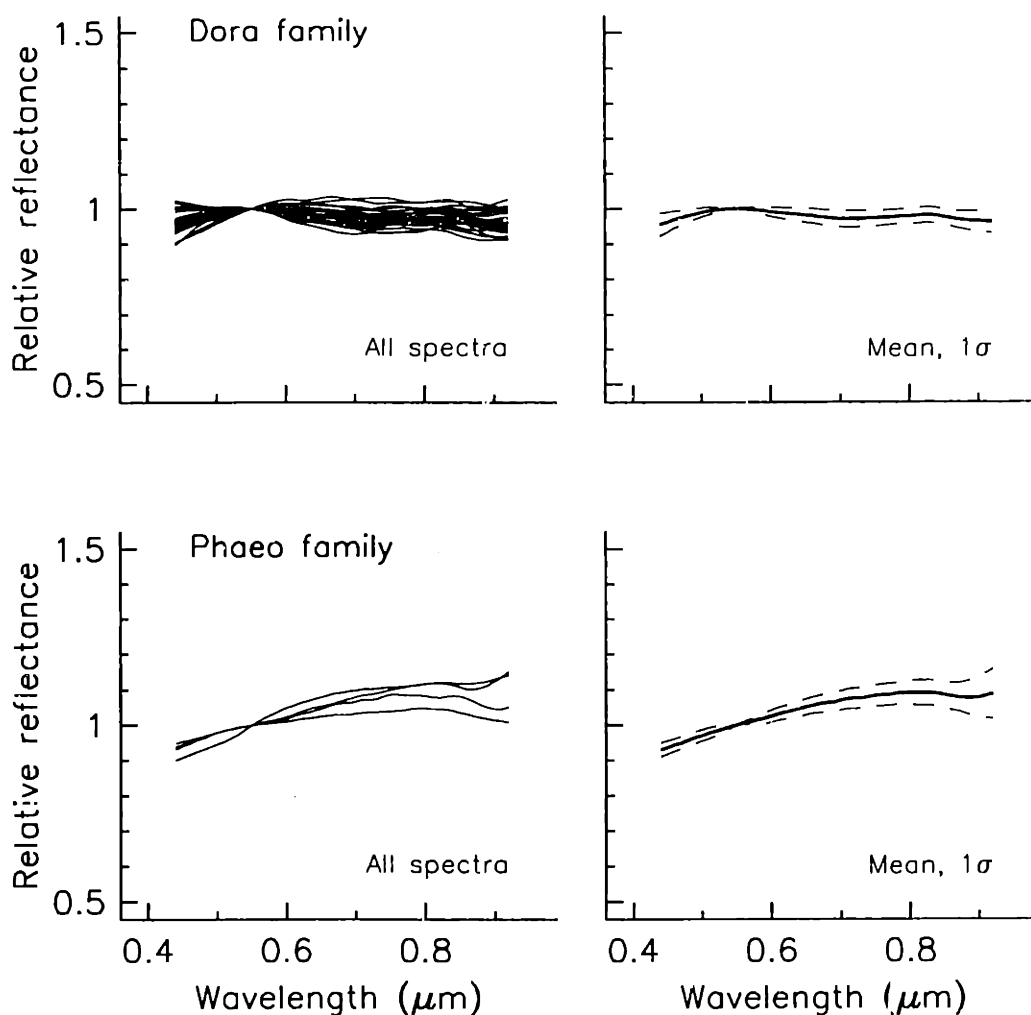 Dora family
Relative reflectance
1.5
1
0.5
All spectra
Mean, 1σ
Phaeo family
Relative reflectance
1.5
1
0.5
All spectra
Mean, 1σ
0.4 0.6 0.8
Wavelength (μm)
0.4 0.6 0.8
Wavelength (μm)